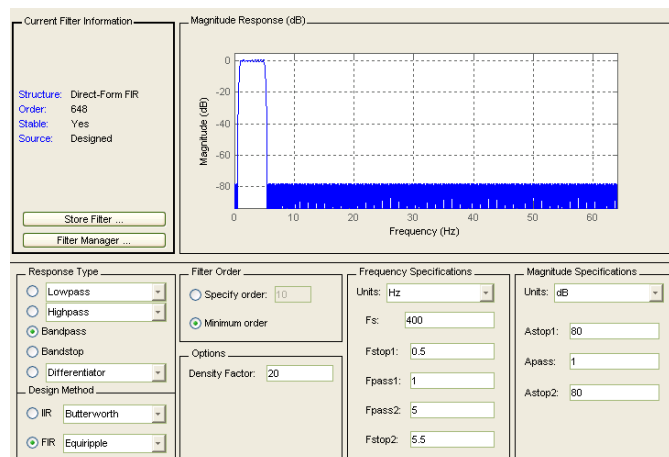 Current Filter Information
Structure: Direct-Form FIR
Order: 648
Stable: Yes
Source: Designed
Store Filter ...
Filter Manager ...
Magnitude Response (dB)
0
-20
-40
-60
-80
Magnitude (dB)
0 10 20 30 40 50 60
Frequency (Hz)
Response Type
Lowpass
Highpass
Bandpass
Bandstop
Differentiator
Design Method
IIR Butterworth
FIR Equiripple
Filter Order
Specify order: 10
Minimum order
Options
Density Factor: 20
Frequency Specifications
Units: Hz
Fs: 400
Fstop1: 0.5
Fpass1: 1
Fpass2: 5
Fstop2: 5.5
Magnitude Specifications
Units: dB
Astop1: 80
Apass: 1
Astop2: 80